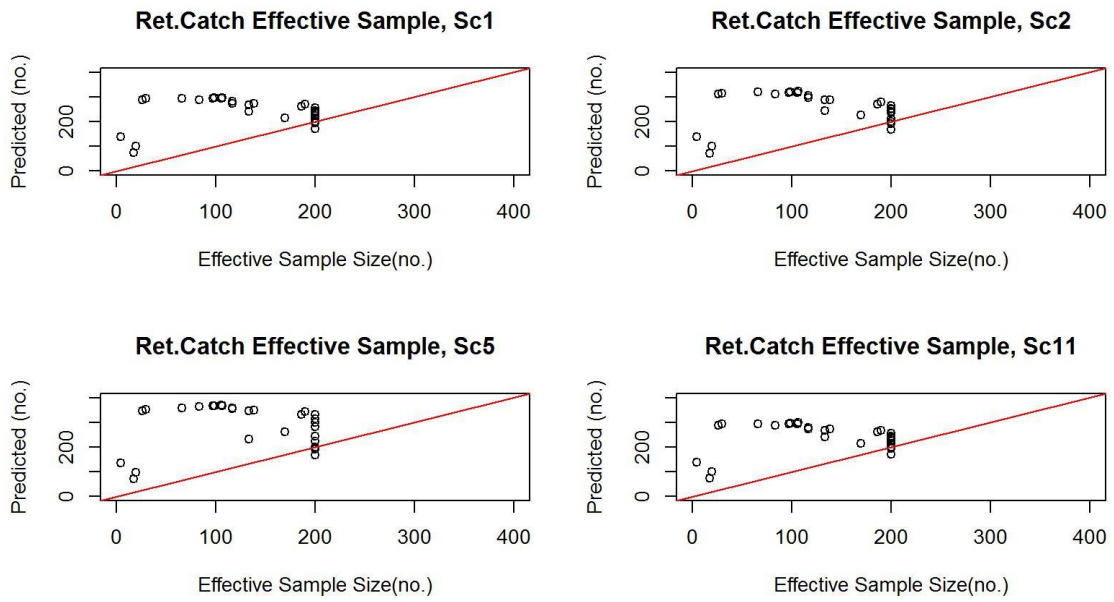 Ret.Catch Effective Sample, Sc1
Predicted (no.)
200
0
0 100 200 300 400
Effective Sample Size(no.)
Ret.Catch Effective Sample, Sc2
Predicted (no.)
200
0
0 100 200 300 400
Effective Sample Size(no.)
Ret.Catch Effective Sample, Sc5
Predicted (no.)
200
0
0 100 200 300 400
Effective Sample Size(no.)
Ret.Catch Effective Sample, Sc11
Predicted (no.)
200
0
0 100 200 300 400
Effective Sample Size(no.)